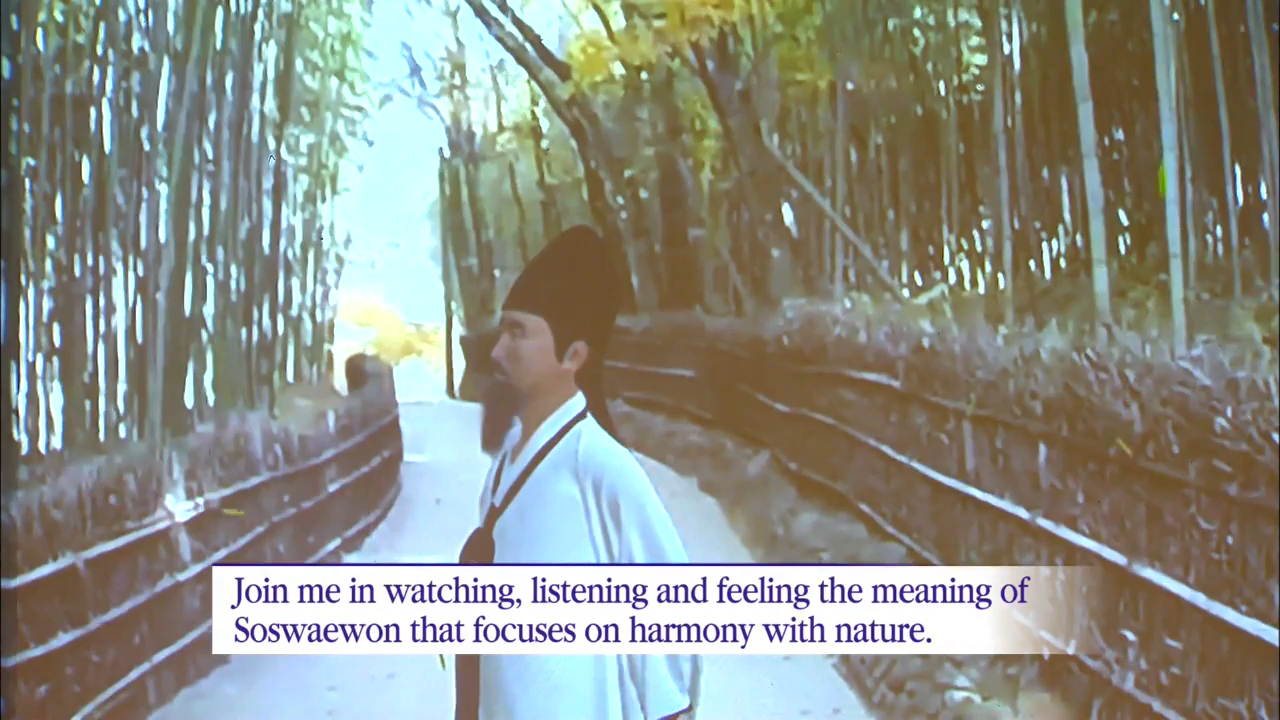 Join me in watching, listening and feeling the meaning of
Soswaewon that focuses on harmony with nature.